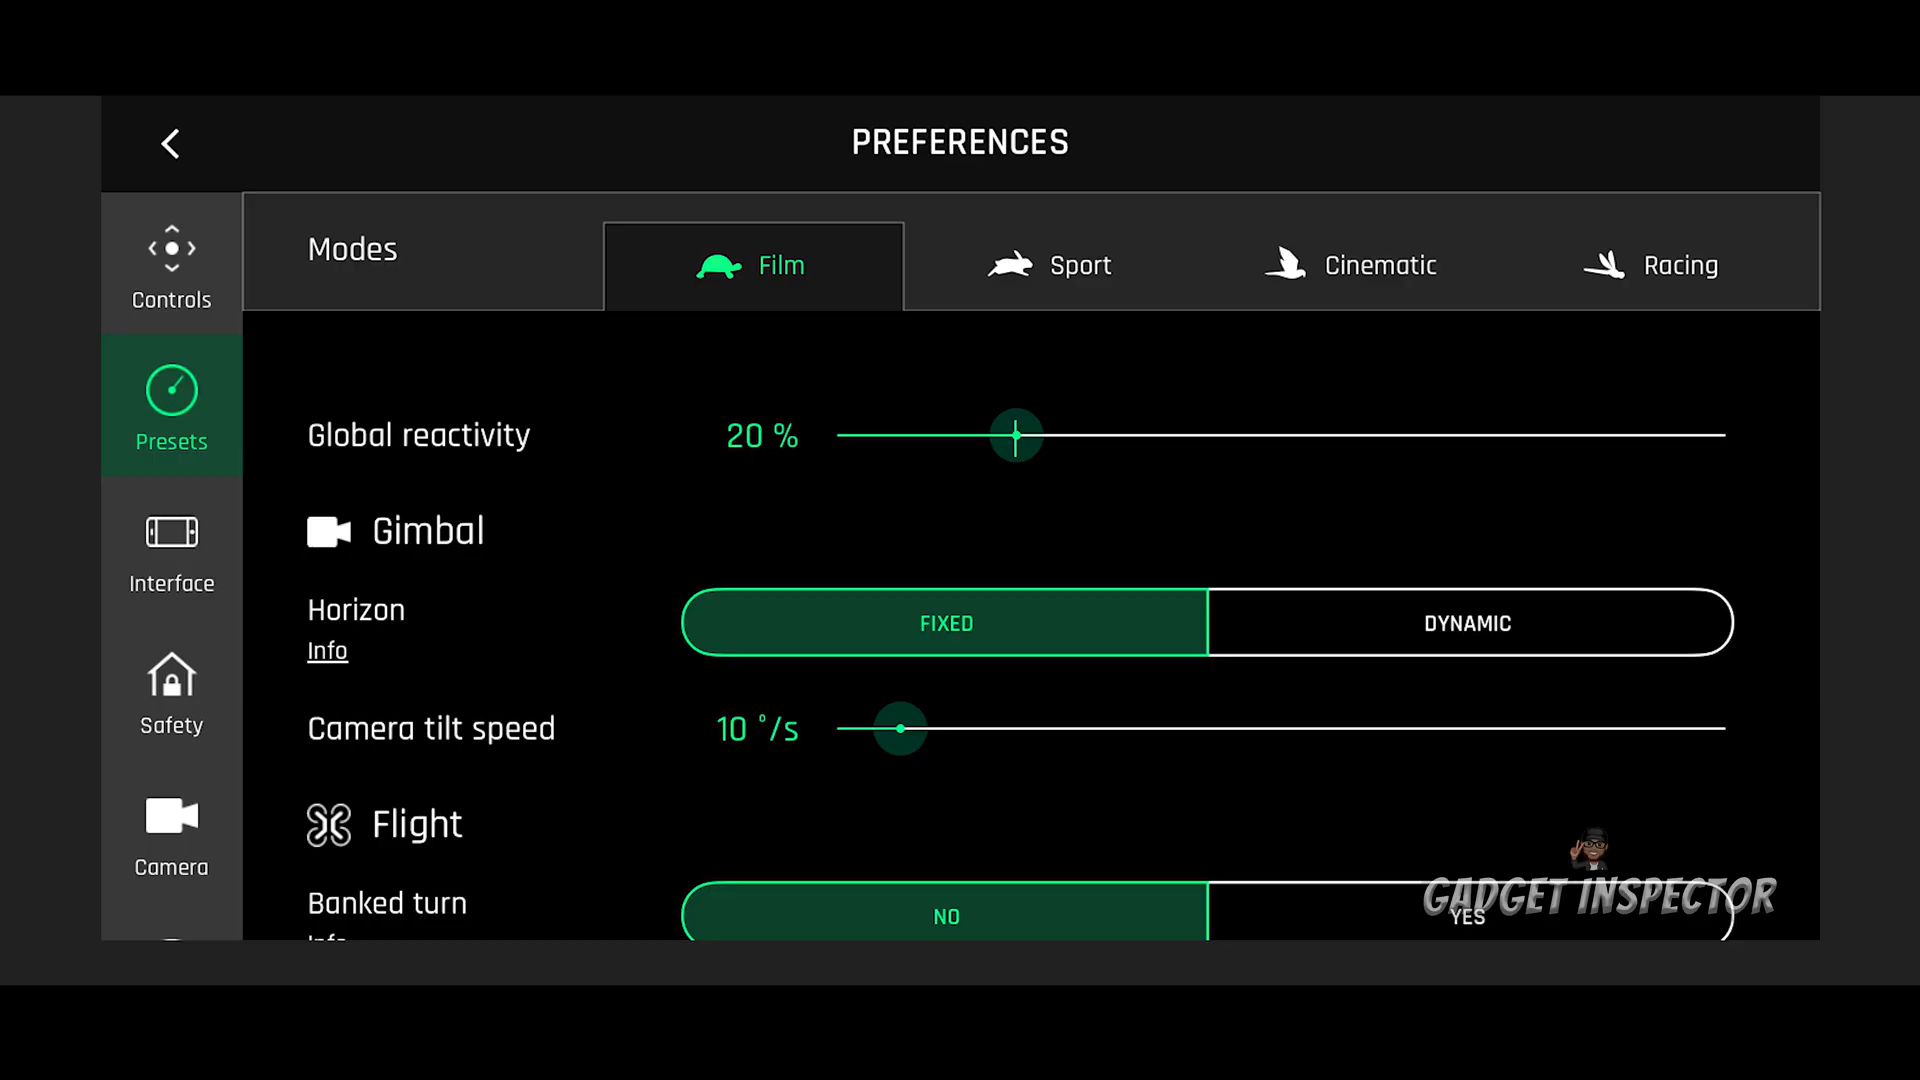 PREFERENCES
Modes
Film
Sport
Cinematic
Racing
Controls
Presets
Interface
Safety
Camera
Global reactivity
20 %
Gimbal
Horizon
Info
FIXED
DYNAMIC
Camera tilt speed
10 °/s
Flight
Banked turn
Info
NO
YES
GADGET INSPECTOR